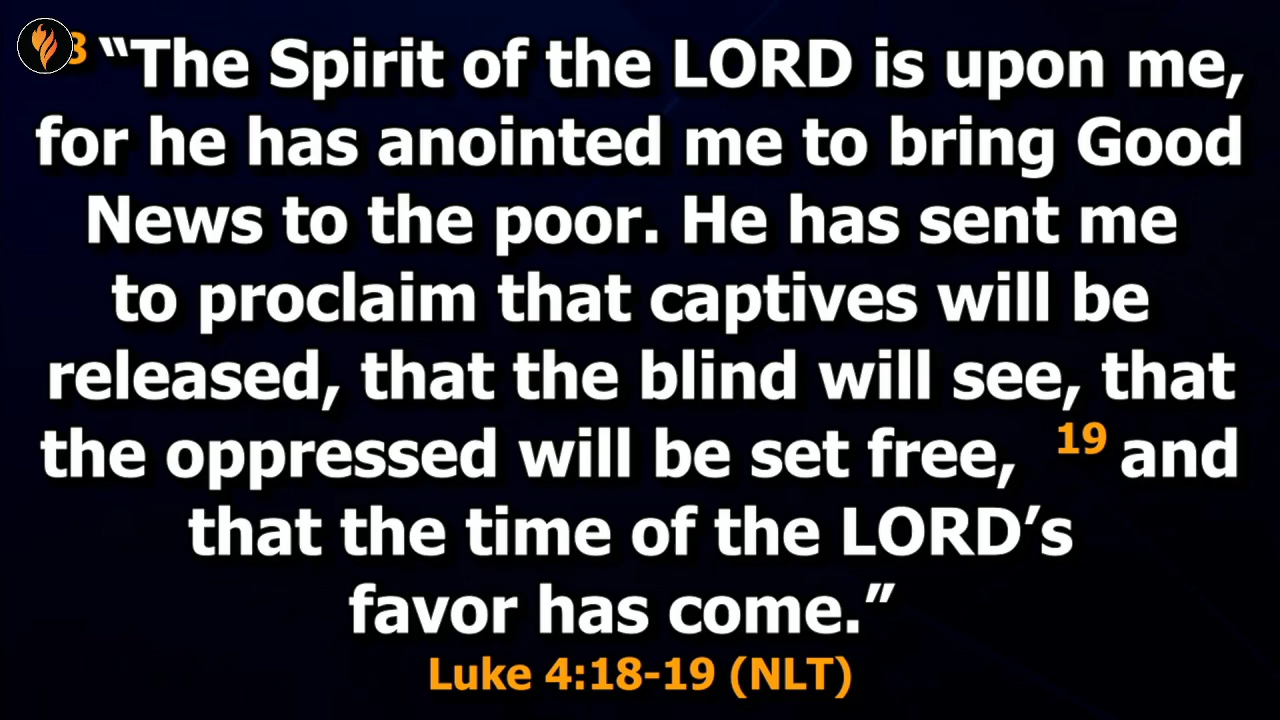 “The Spirit of the LORD is upon me,
for he has anointed me to bring Good
News to the poor. He has sent me
to proclaim that captives will be
released, that the blind will see, that
the oppressed will be set free, 19 and
that the time of the LORD’s
favor has come.”
Luke 4:18-19 (NLT)